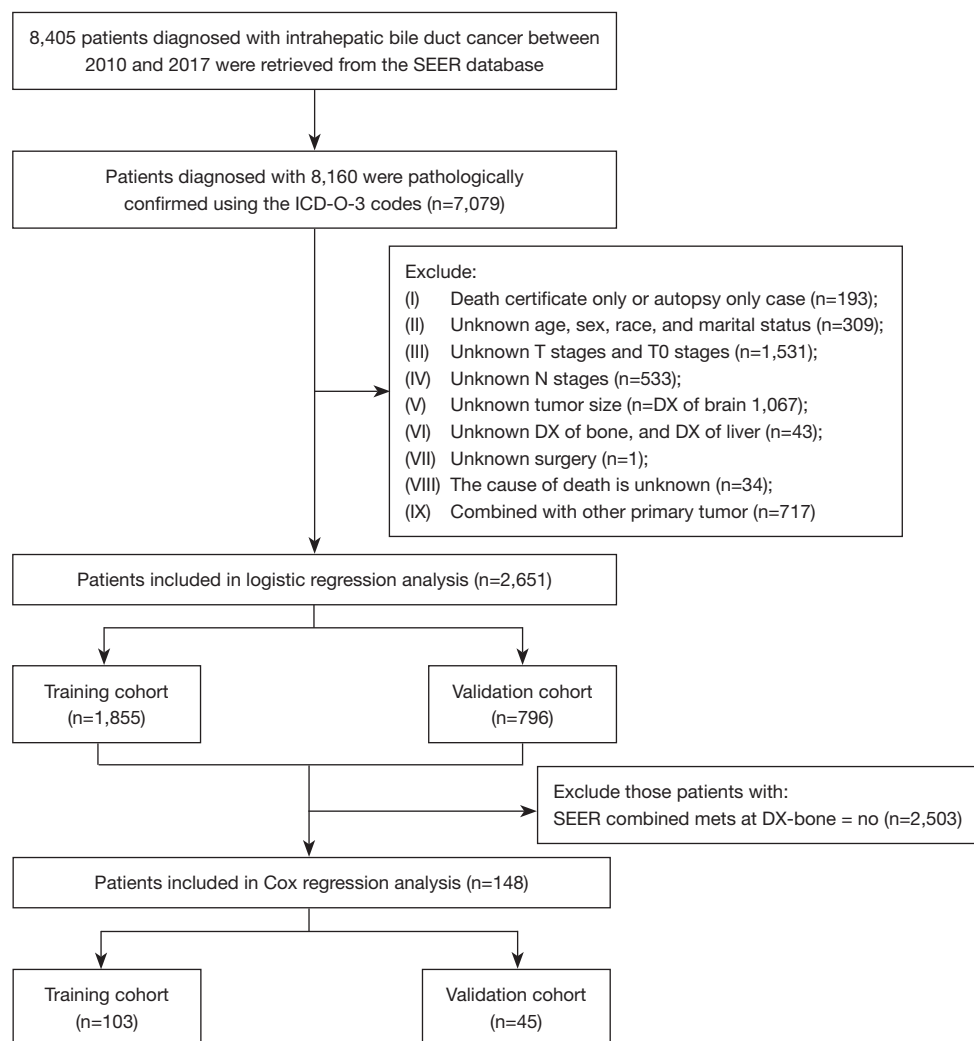 8,405 patients diagnosed with intrahepatic bile duct cancer between
2010 and 2017 were retrieved from the SEER database
Patients diagnosed with 8,160 were pathologically
confirmed using the ICD-O-3 codes (n=7,079)
Exclude:
(I) Death certificate only or autopsy only case (n=193);
(II) Unknown age, sex, race, and marital status (n=309);
(III) Unknown T stages and T0 stages (n=1,531);
(IV) Unknown N stages (n=533);
(V) Unknown tumor size (n=DX of brain 1,067);
(VI) Unknown DX of bone, and DX of liver (n=43);
(VII) Unknown surgery (n=1);
(VIII) The cause of death is unknown (n=34);
(IX) Combined with other primary tumor (n=717)
Patients included in logistic regression analysis (n=2,651)
Training cohort
(n=1,855)
Validation cohort
(n=796)
Exclude those patients with:
SEER combined mets at DX-bone = no (n=2,503)
Patients included in Cox regression analysis (n=148)
Training cohort
(n=103)
Validation cohort
(n=45)